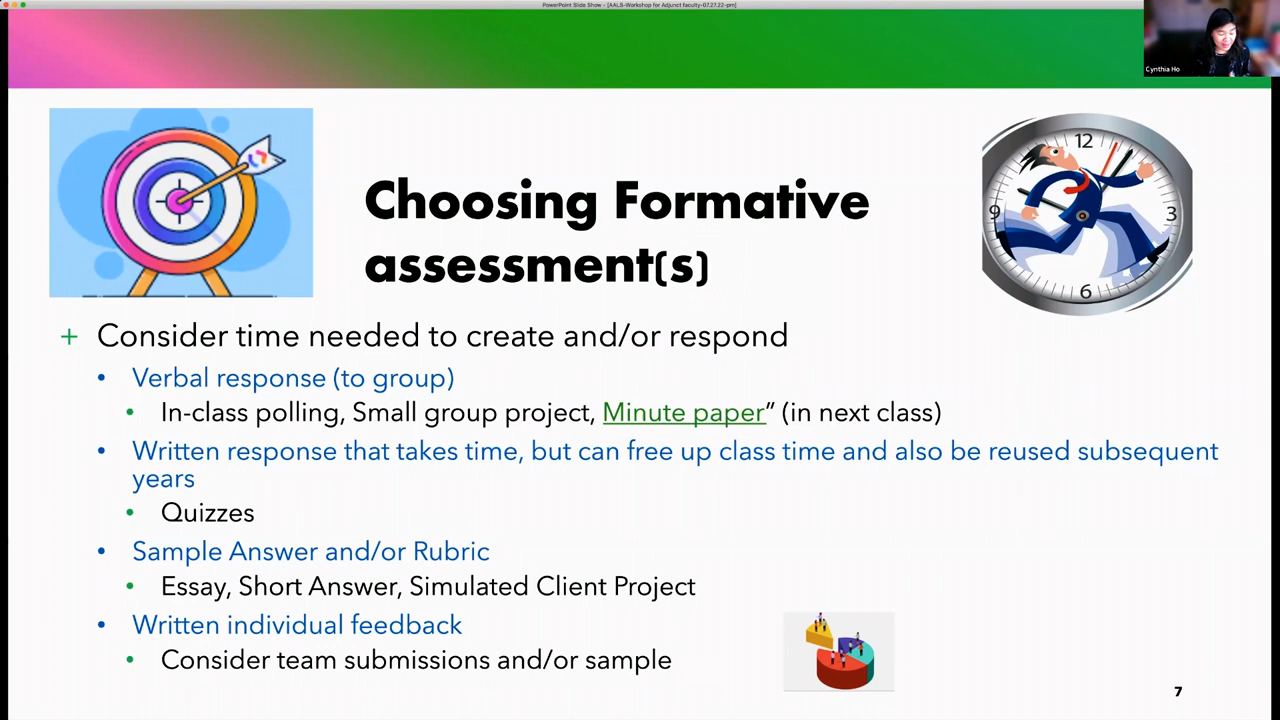 PowerPoint Slide Show - [AALS-Workshop for Adjunct faculty-07.27.22-pm]
Cynthia Ho
12
9
3
6
Choosing Formative
assessment(s)
+ Consider time needed to create and/or respond
• Verbal response (to group)
• In-class polling, Small group project, Minute paper” (in next class)
• Written response that takes time, but can free up class time and also be reused subsequent
years
• Quizzes
• Sample Answer and/or Rubric
• Essay, Short Answer, Simulated Client Project
• Written individual feedback
• Consider team submissions and/or sample
7